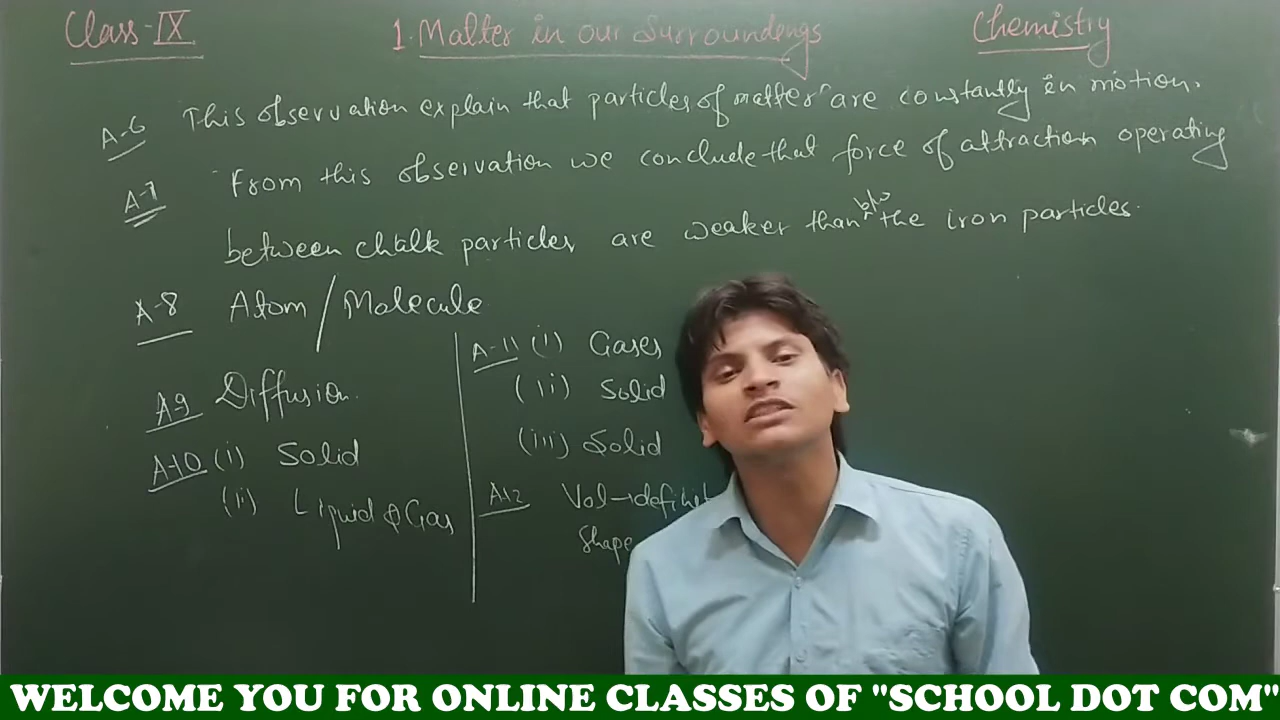 Class-IX
1. Matter in our Surroundings
Chemistry
A-6 This observation explain that particles of matter are constantly in motion.
A-7 From this observation we conclude that force of attraction operating
between chalk particles are weaker than b/w the iron particles.
A-8 Atom/Molecule
A-9 Diffusion.
A-10 (i) Solid
(ii) Liquid & Gas
A-11 (i) Gases
(ii) Solid
(iii) Solid
A-12 Vol→definit
Shape
WELCOME YOU FOR ONLINE CLASSES OF "SCHOOL DOT COM"